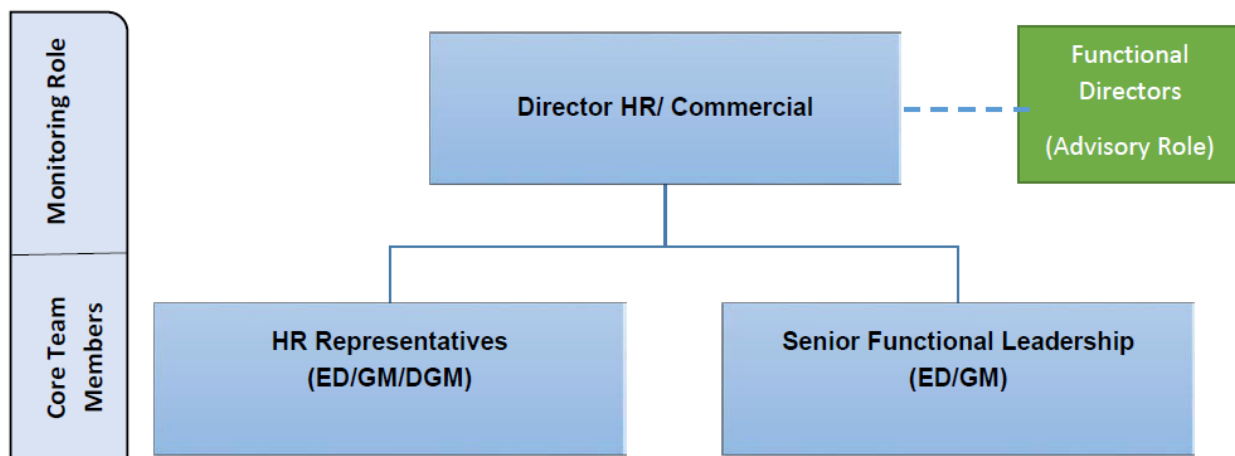 Monitoring Role
Director HR/ Commercial
Functional
Directors
(Advisory Role)
Core Team
Members
HR Representatives
(ED/GM/DGM)
Senior Functional Leadership
(ED/GM)